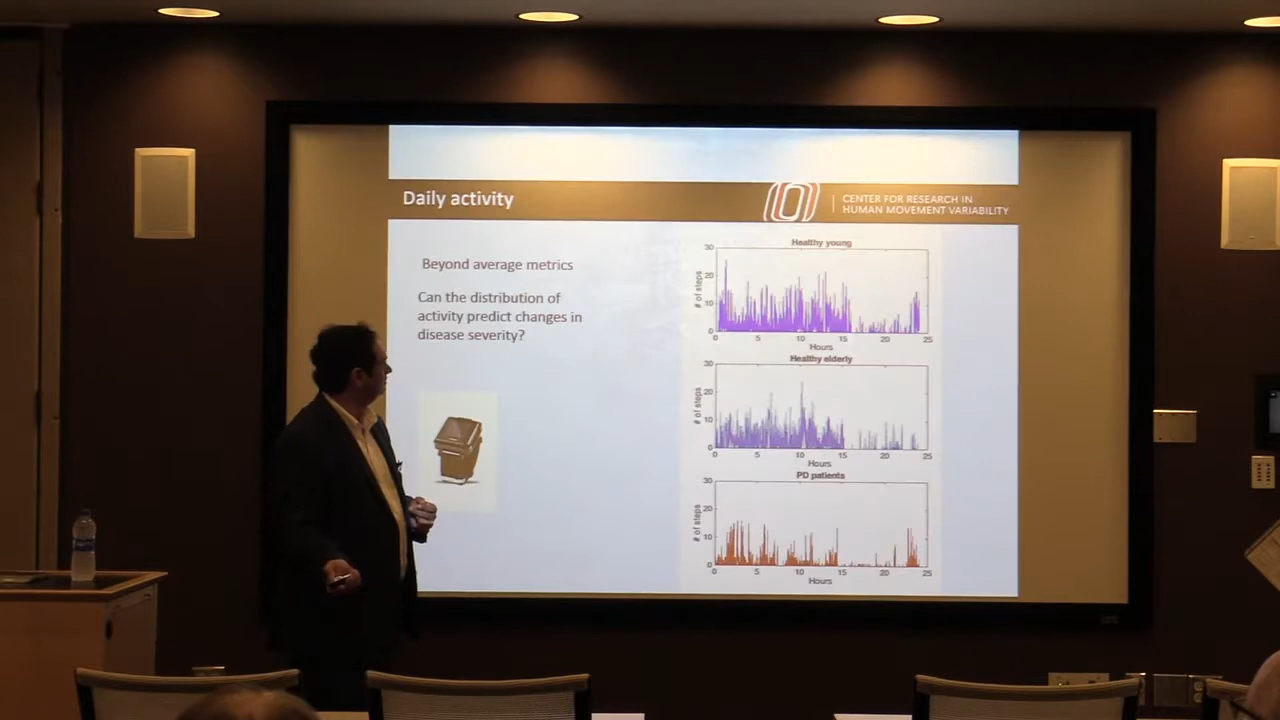 Daily activity
CENTER FOR RESEARCH IN
HUMAN MOVEMENT VARIABILITY
Beyond average metrics
Can the distribution of
activity predict changes in
disease severity?
Healthy young
30
20
10
0
# of steps
0 5 10 15 20 25
Hours
Healthy elderly
30
20
10
0
# of steps
0 5 10 15 20 25
Hours
PD patients
30
20
10
0
# of steps
0 5 10 15 20 25
Hours